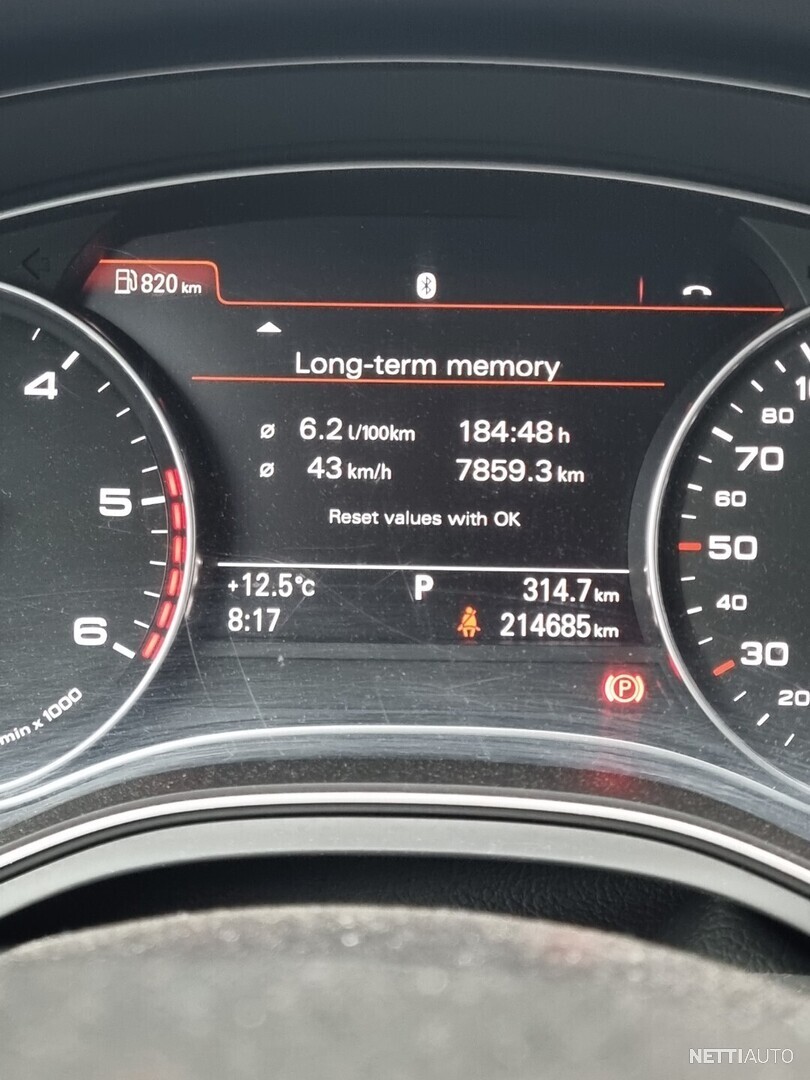 820 km
Long-term memory
ø 6.2 l/100km 184:48 h
ø 43 km/h 7859.3 km
Reset values with OK
+12.5°C P 314.7 km
8:17 214685 km
P
4
5
6
min x 1000
80
70
60
50
40
30
20
NETTIAUTO